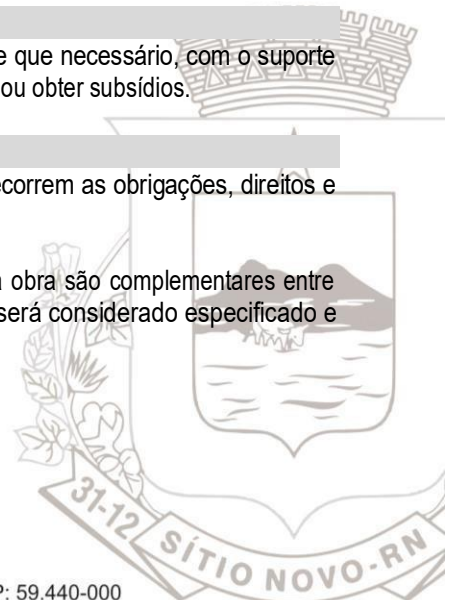 e que necessário, com o suporte
ou obter subsídios.
ecorrem as obrigações, direitos e
a obra são complementares entre
será considerado especificado e
31-12 SÍTIO NOVO-RN
P: 59.440-000